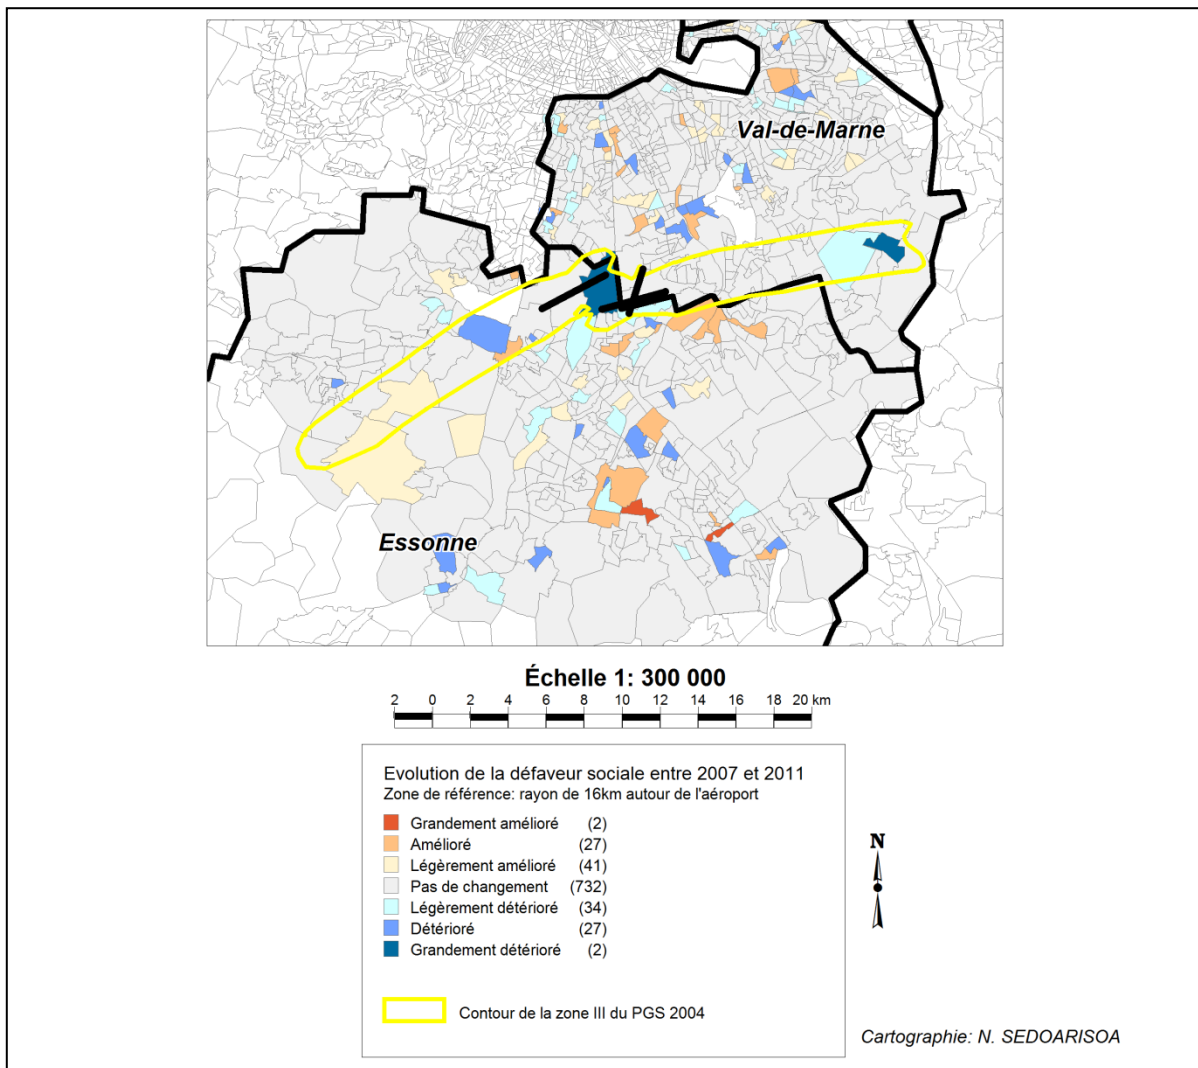 Val-de-Marne
Essonne
Échelle 1: 300 000
2 0 2 4 6 8 10 12 14 16 18 20 km
Evolution de la défaveur sociale entre 2007 et 2011
Zone de référence: rayon de 16km autour de l'aéroport
Grandement amélioré (2)
Amélioré (27)
Légèrement amélioré (41)
Pas de changement (732)
Légèrement détérioré (34)
Détérioré (27)
Grandement détérioré (2)
Contour de la zone III du PGS 2004
N
Cartographie: N. SEDOARISOA